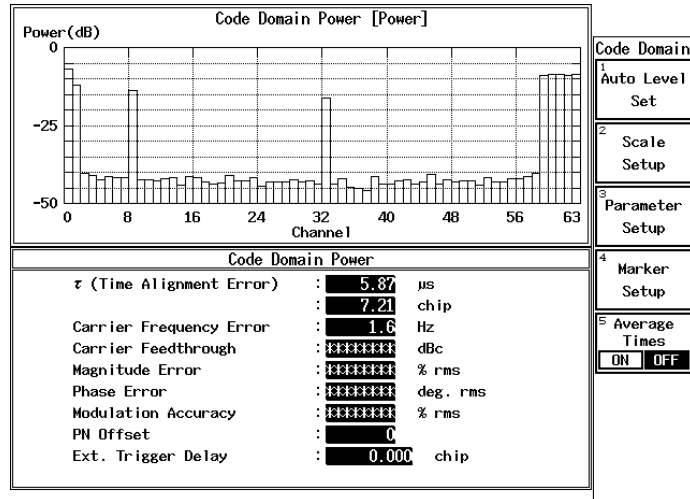 Code Domain Power [Power]
Power(dB)
0
-25
-50
0 8 16 24 32 40 48 56 63
Channel
Code Domain Power
τ (Time Alignment Error) : 5.87 μs
: 7.21 chip
Carrier Frequency Error : 1.6 Hz
Carrier Feedthrough : ******** dBc
Magnitude Error : ******** % rms
Phase Error : ******** deg. rms
Modulation Accuracy : ******** % rms
PN Offset : 0
Ext. Trigger Delay : 0.000 chip
Code Domain
1
Auto Level
Set
2
Scale
Setup
3
Parameter
Setup
4
Marker
Setup
5
Average
Times
ON OFF